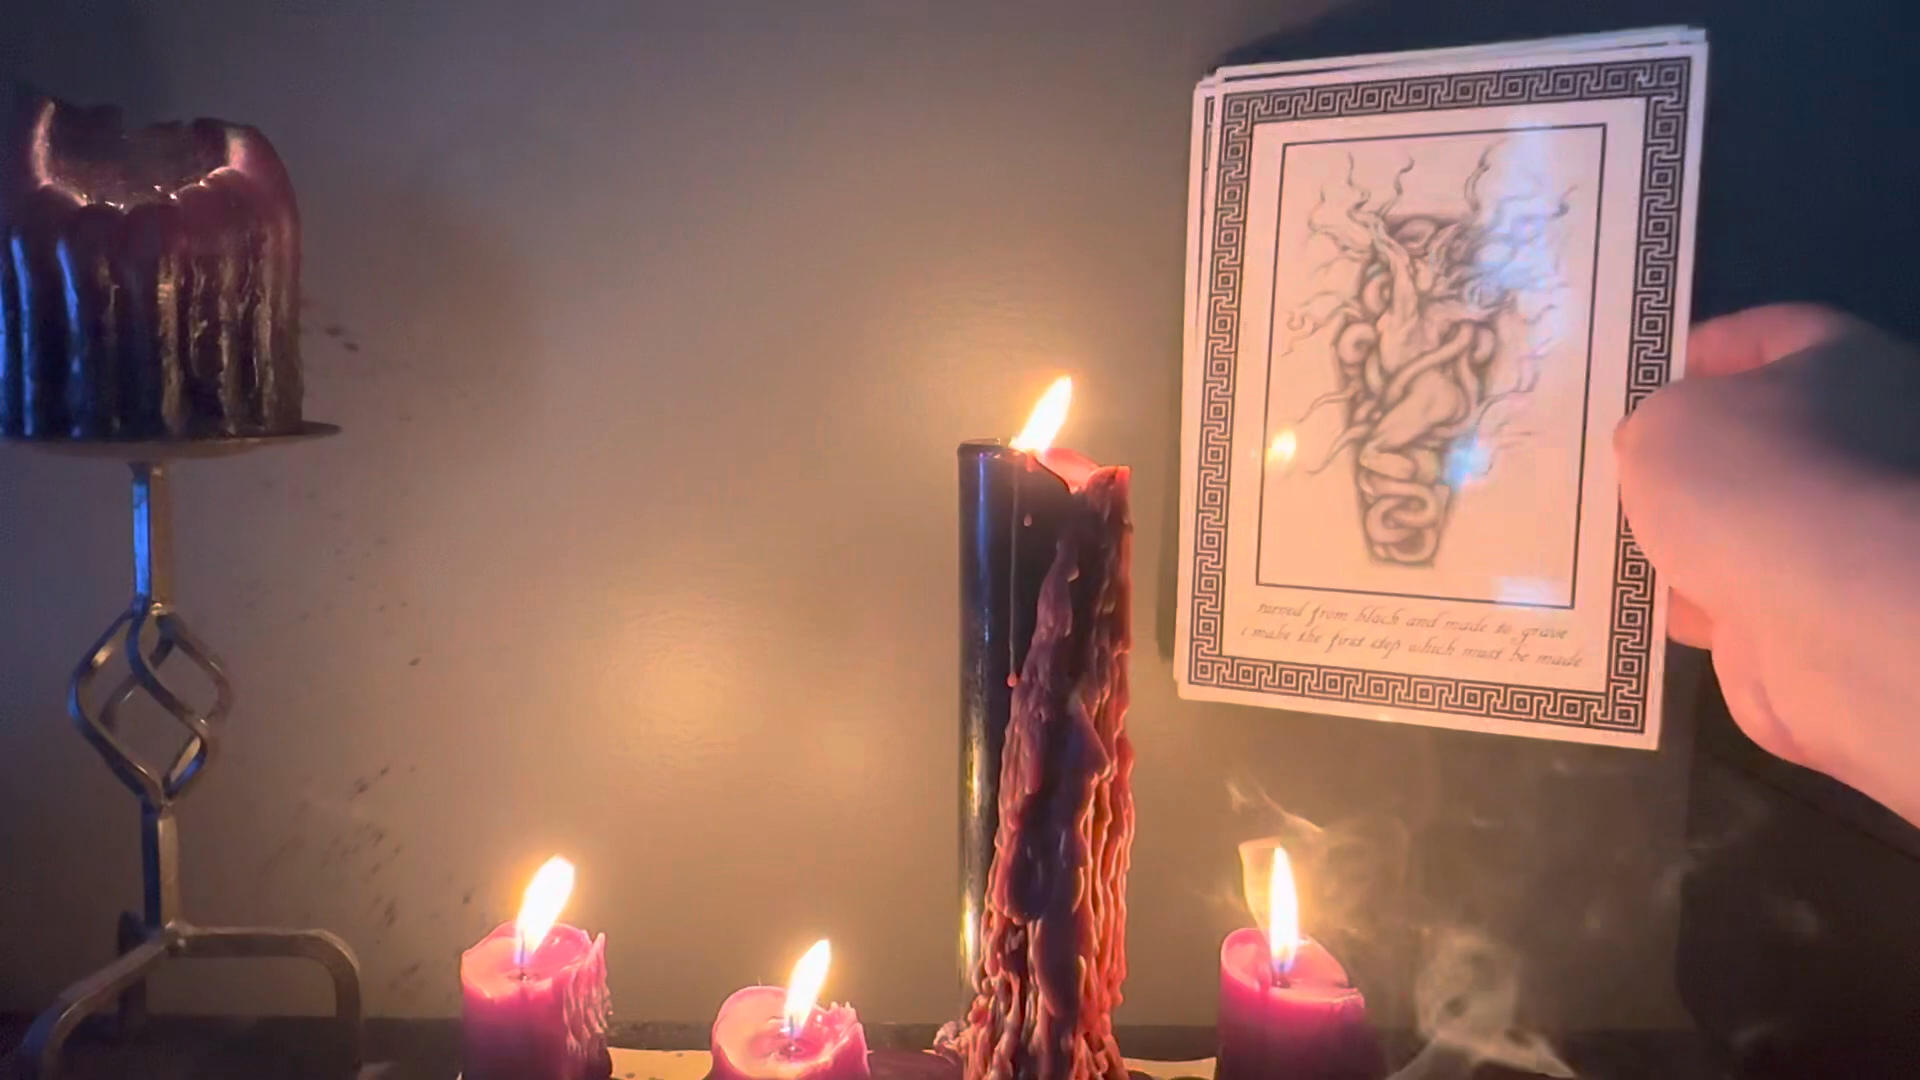 turned from black and made to grave
i make the first step which must be made